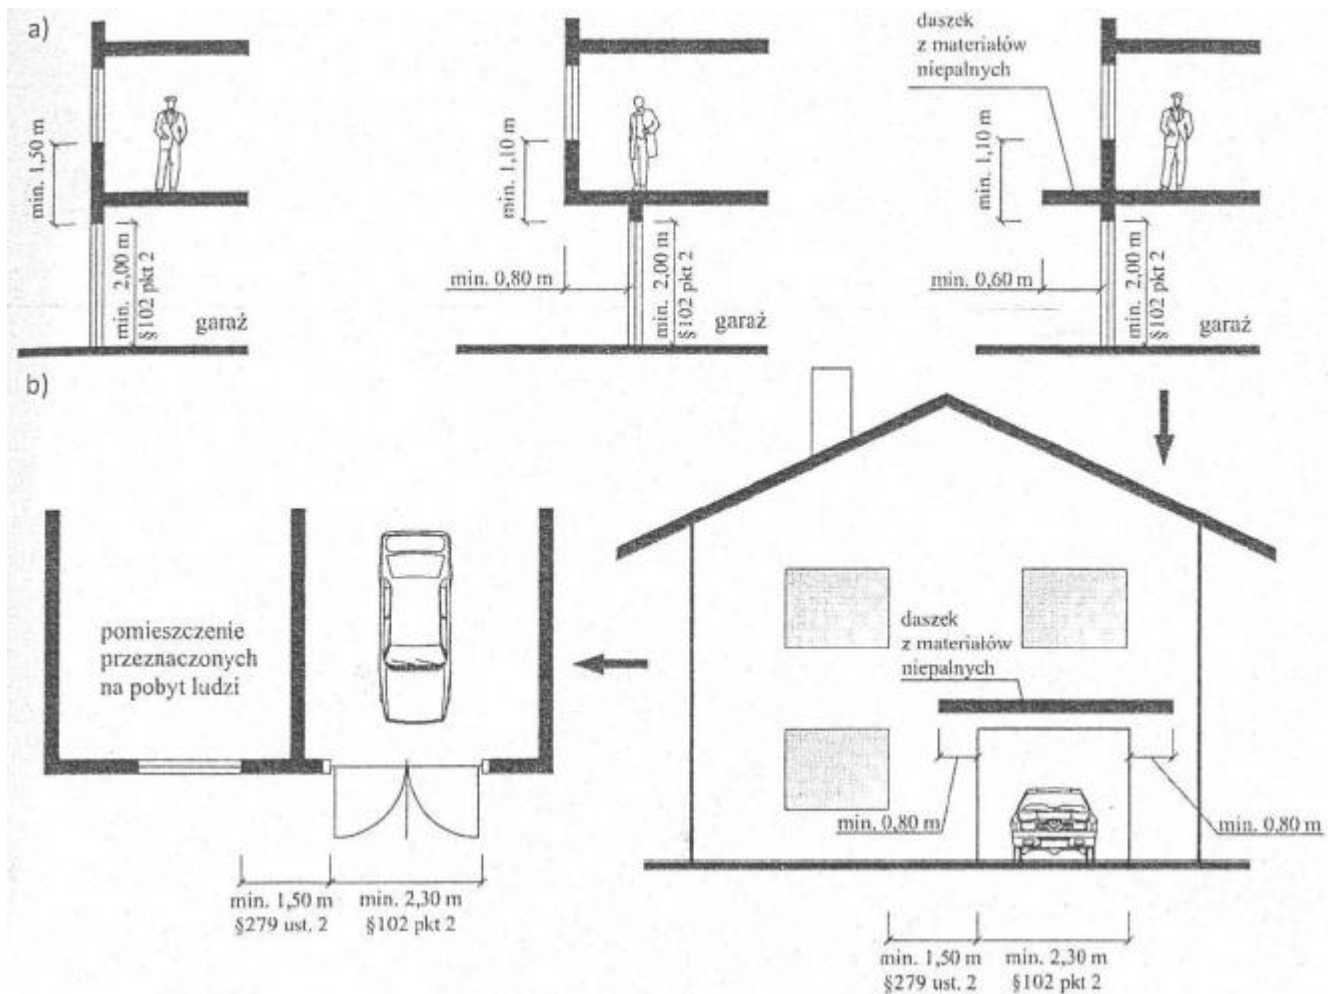 a)
min. 1,50 m
min. 2,00 m
§102 pkt 2
garaż
min. 1,10 m
min. 0,80 m
min. 2,00 m
§102 pkt 2
garaż
daszek
z materiałów
niepalnych
min. 1,10 m
min. 0,60 m
min. 2,00 m
§102 pkt 2
garaż
b)
pomieszczenie
przeznaczonych
na pobyt ludzi
min. 1,50 m
§279 ust. 2
min. 2,30 m
§102 pkt 2
daszek
z materiałów
niepalnych
min. 0,80 m
min. 0,80 m
min. 1,50 m
§279 ust. 2
min. 2,30 m
§102 pkt 2